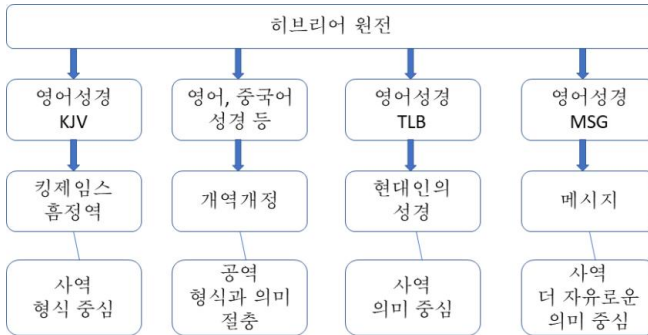 히브리어 원전
영어성경
KJV
영어, 중국어
성경 등
영어성경
TLB
영어성경
MSG
킹제임스
흠정역
개역개정
현대인의
성경
메시지
사역
형식 중심
공역
형식과 의미
절충
사역
의미 중심
사역
더 자유로운
의미 중심